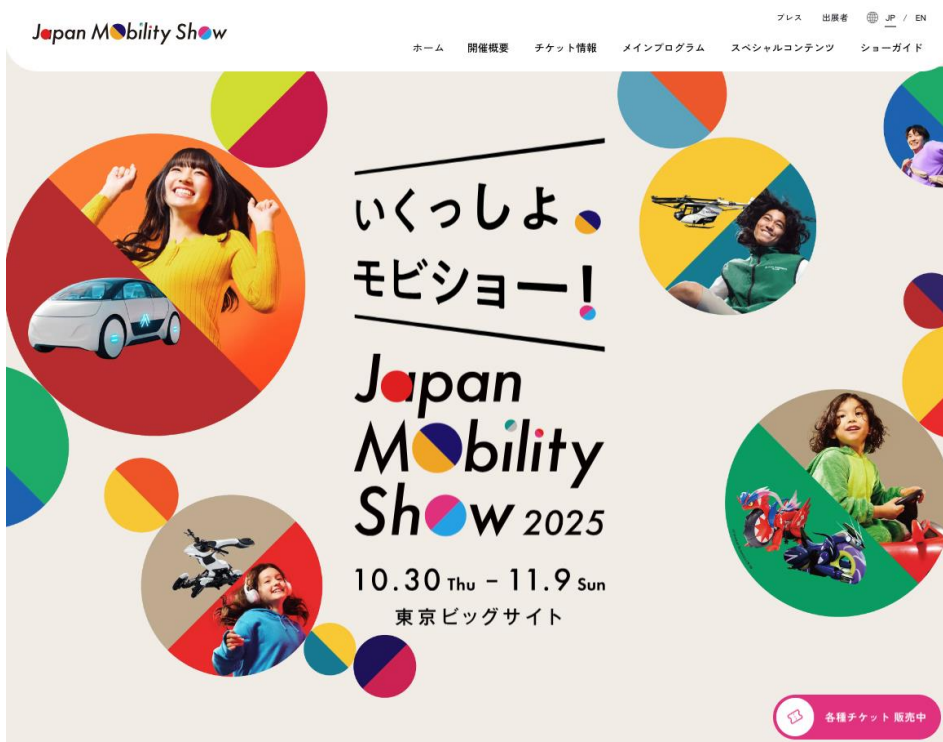 Japan Mobility Show
プレス 出展者 JP / EN
ホーム 開催概要 チケット情報 メインプログラム スペシャルコンテンツ ショーガイド
いくっしょ、
モビショー!
Japan
Mobility
Show 2025
10.30 Thu - 11.9 Sun
東京ビッグサイト
各種チケット 販売中